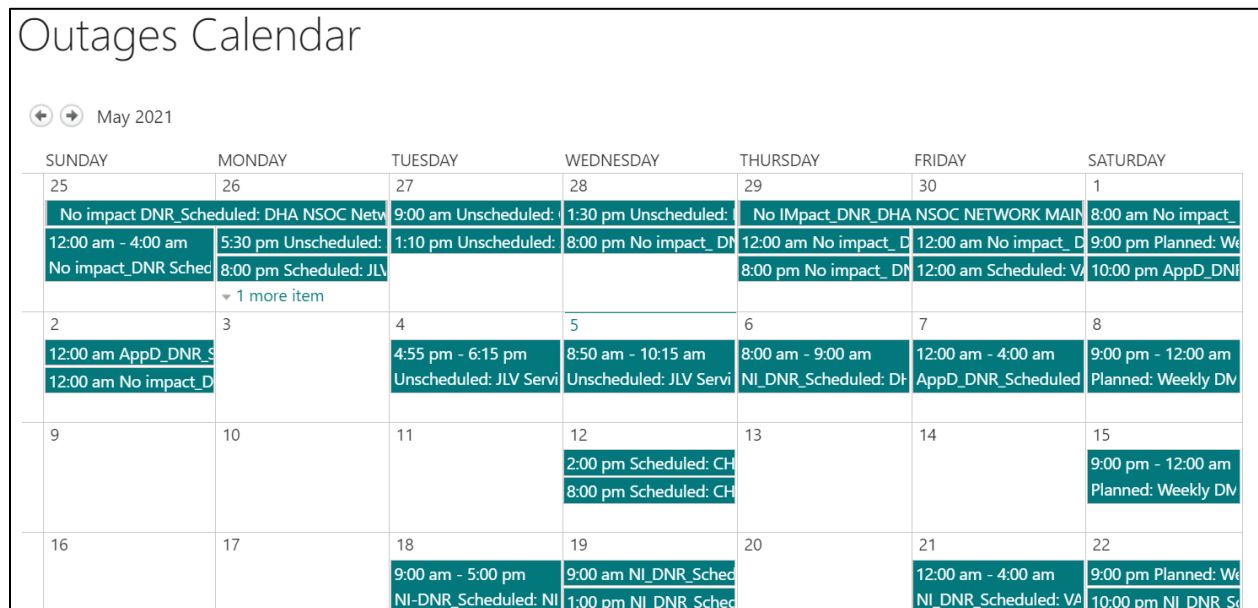 Outages Calendar
May 2021
SUNDAY MONDAY TUESDAY WEDNESDAY THURSDAY FRIDAY SATURDAY
25 26 27 28 29 30 1
No impact DNR_Scheduled: DHA NSOC Netw 9:00 am Unscheduled: 1:30 pm Unscheduled: No IMpact_DNR_DHA NSOC NETWORK MAIN 8:00 am No impact_
12:00 am - 4:00 am 5:30 pm Unscheduled: 1:10 pm Unscheduled: 8:00 pm No impact_ DN 12:00 am No impact_ D 12:00 am No impact_ D 9:00 pm Planned: We
No impact_DNR Sched 8:00 pm Scheduled: JLV 8:00 pm No impact_ DN 12:00 am Scheduled: VA 10:00 pm AppD_DNR
1 more item
2 3 4 5 6 7 8
12:00 am AppD_DNR_S 4:55 pm - 6:15 pm 8:50 am - 10:15 am 8:00 am - 9:00 am 12:00 am - 4:00 am 9:00 pm - 12:00 am
12:00 am No impact_D Unscheduled: JLV Servi Unscheduled: JLV Servi NI_DNR_Scheduled: DH AppD_DNR_Scheduled Planned: Weekly DM
9 10 11 12 13 14 15
2:00 pm Scheduled: CH 9:00 pm - 12:00 am
8:00 pm Scheduled: CH Planned: Weekly DM
16 17 18 19 20 21 22
9:00 am - 5:00 pm 9:00 am NI_DNR_Sched 12:00 am - 4:00 am 9:00 pm Planned: We
NI-DNR_Scheduled: NI 1:00 pm NI_DNR_Sched NI_DNR_Scheduled: VA 10:00 pm NI_DNR_Sc